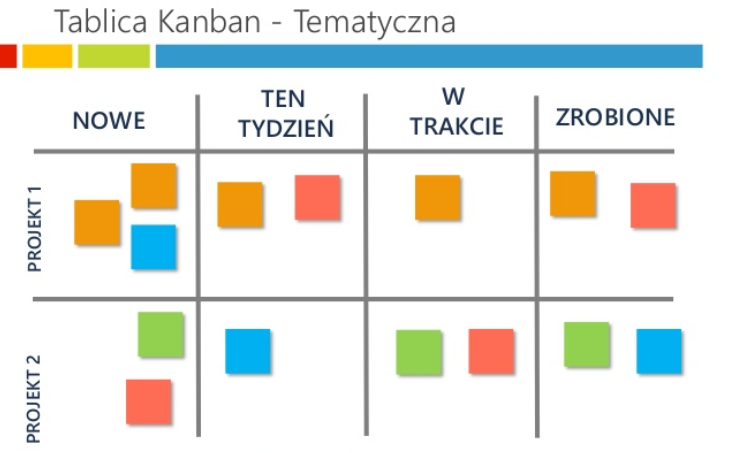 Tablica Kanban - Tematyczna
NOWE
TEN
TYDZIEŃ
W
TRAKCIE
ZROBIONE
PROJEKT 1
PROJEKT 2